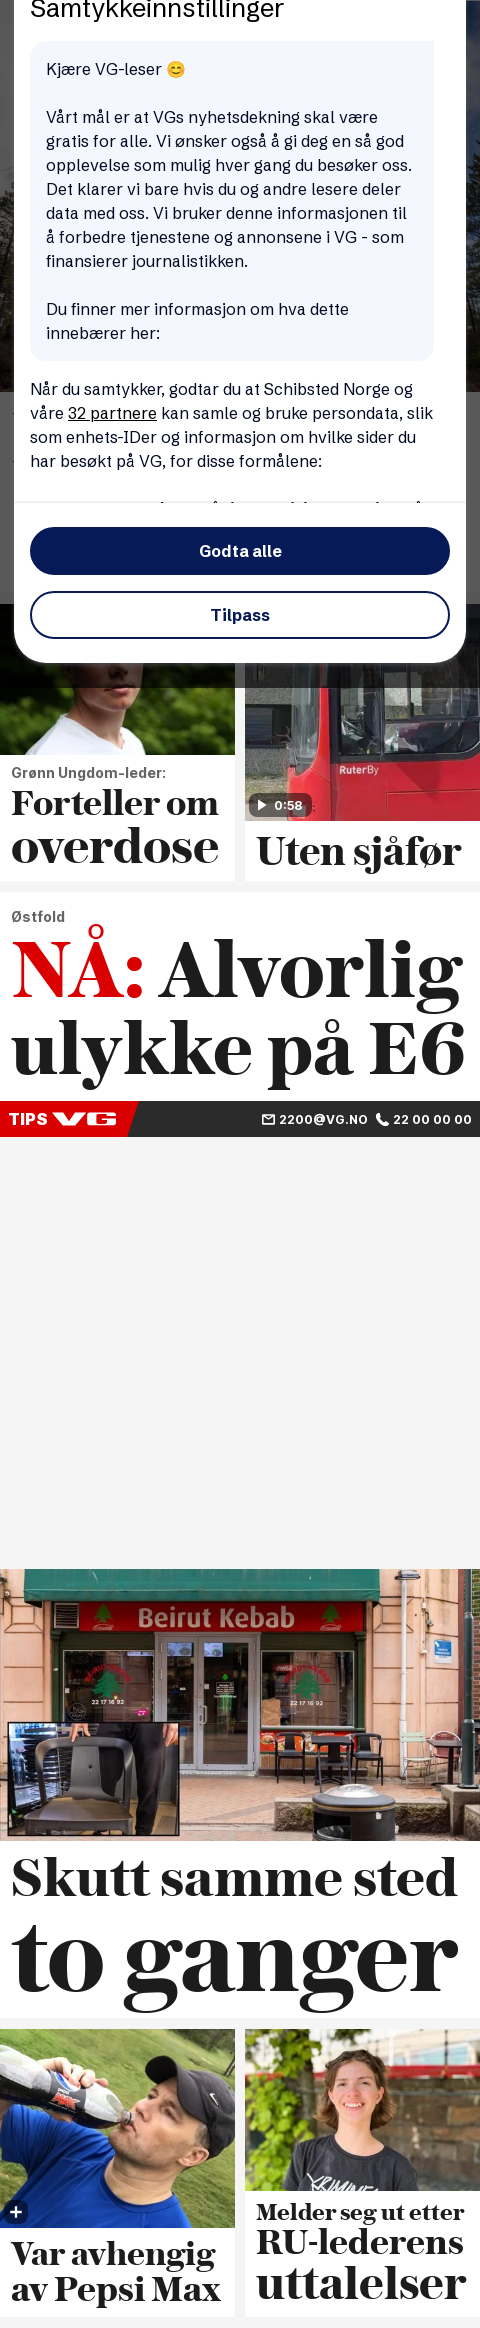 Samtykkeinnstillinger
Kjære VG-leser 😊
Vårt mål er at VGs nyhetsdekning skal være
gratis for alle. Vi ønsker også å gi deg en så god
opplevelse som mulig hver gang du besøker oss.
Det klarer vi bare hvis du og andre lesere deler
data med oss. Vi bruker denne informasjonen til
å forbedre tjenestene og annonsene i VG - som
finansierer journalistikken.
Du finner mer informasjon om hva dette
innebærer her:
Når du samtykker, godtar du at Schibsted Norge og
våre 32 partnere kan samle og bruke persondata, slik
som enhets-IDer og informasjon om hvilke sider du
har besøkt på VG, for disse formålene:
Godta alle
Tilpass
RuterBy
0:58
Grønn Ungdom-leder:
Forteller om
overdose
Uten sjåfør
Østfold
NÅ: Alvorlig
ulykke på E6
TIPS VG 2200@VG.NO 22 00 00 00
Beirut Kebab
22 17 16 92
22 17 16 92
Skutt samme sted
to ganger
Var avhengig
av Pepsi Max
Melder seg ut etter
RU-lederens
uttalelser